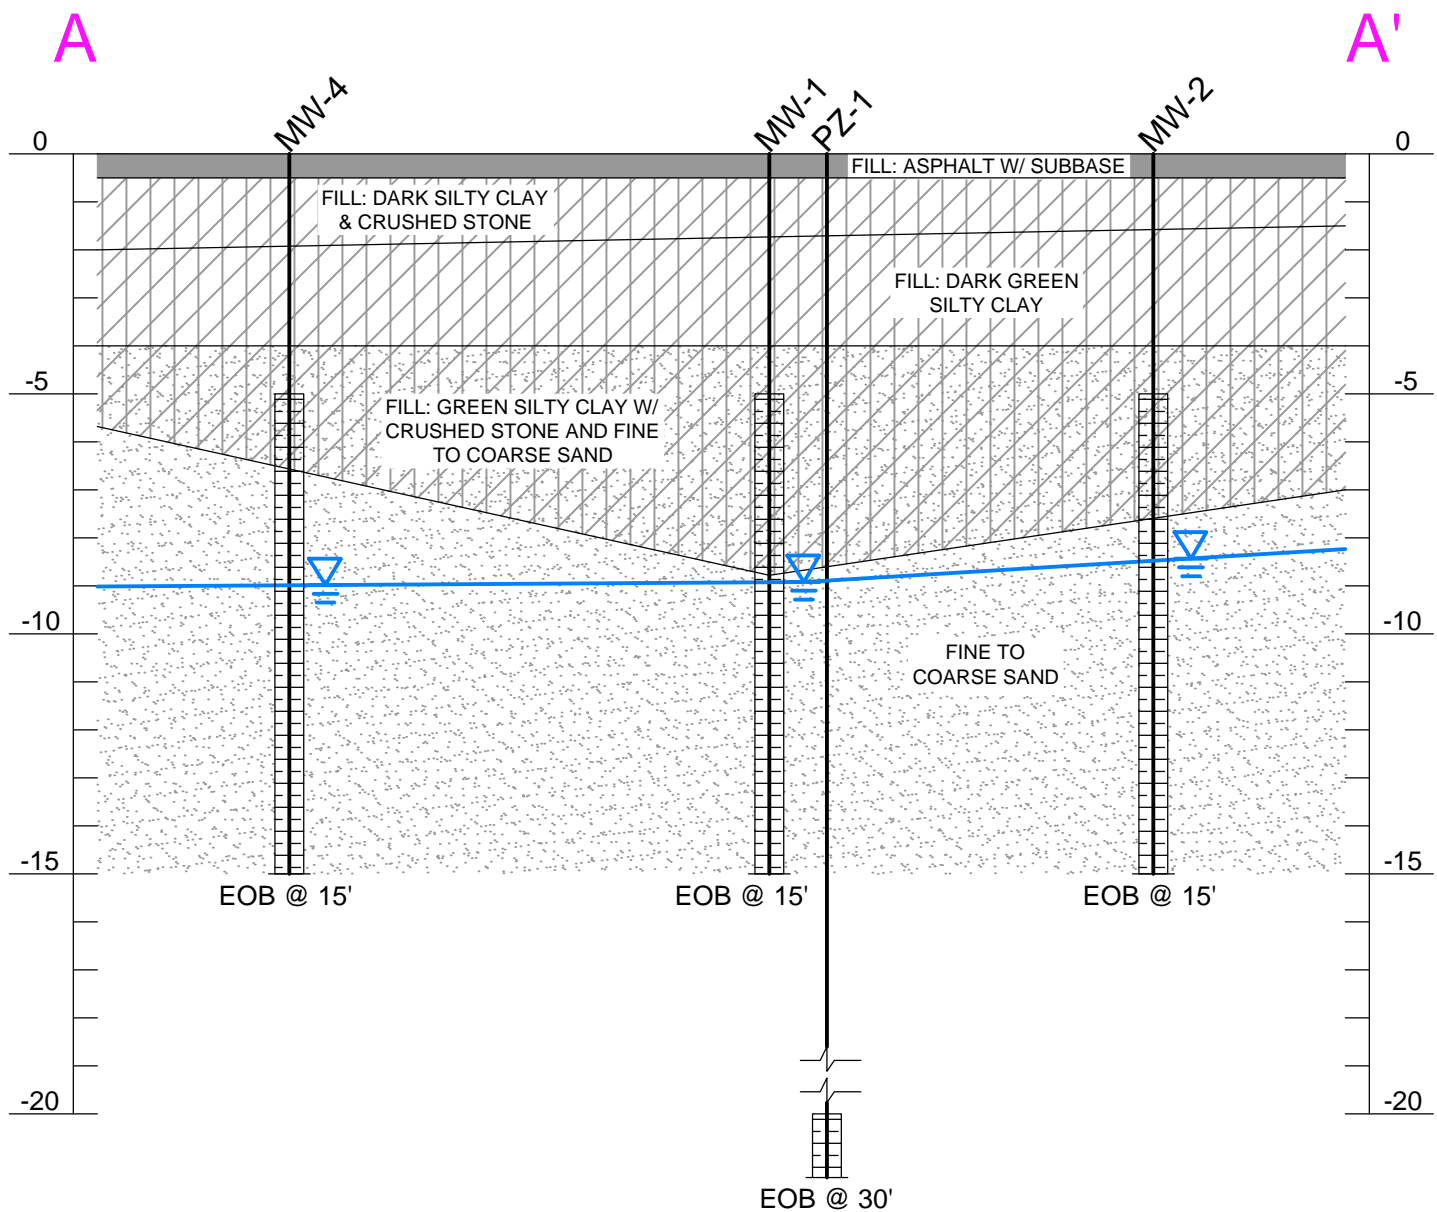 A
A'
MW-4
MW-1
PZ-1
MW-2
0
0
FILL: ASPHALT W/ SUBBASE
FILL: DARK SILTY CLAY
& CRUSHED STONE
FILL: DARK GREEN
SILTY CLAY
-5
-5
FILL: GREEN SILTY CLAY W/
CRUSHED STONE AND FINE
TO COARSE SAND
-10
-10
FINE TO
COARSE SAND
-15
-15
EOB @ 15'
EOB @ 15'
EOB @ 15'
-20
-20
EOB @ 30'